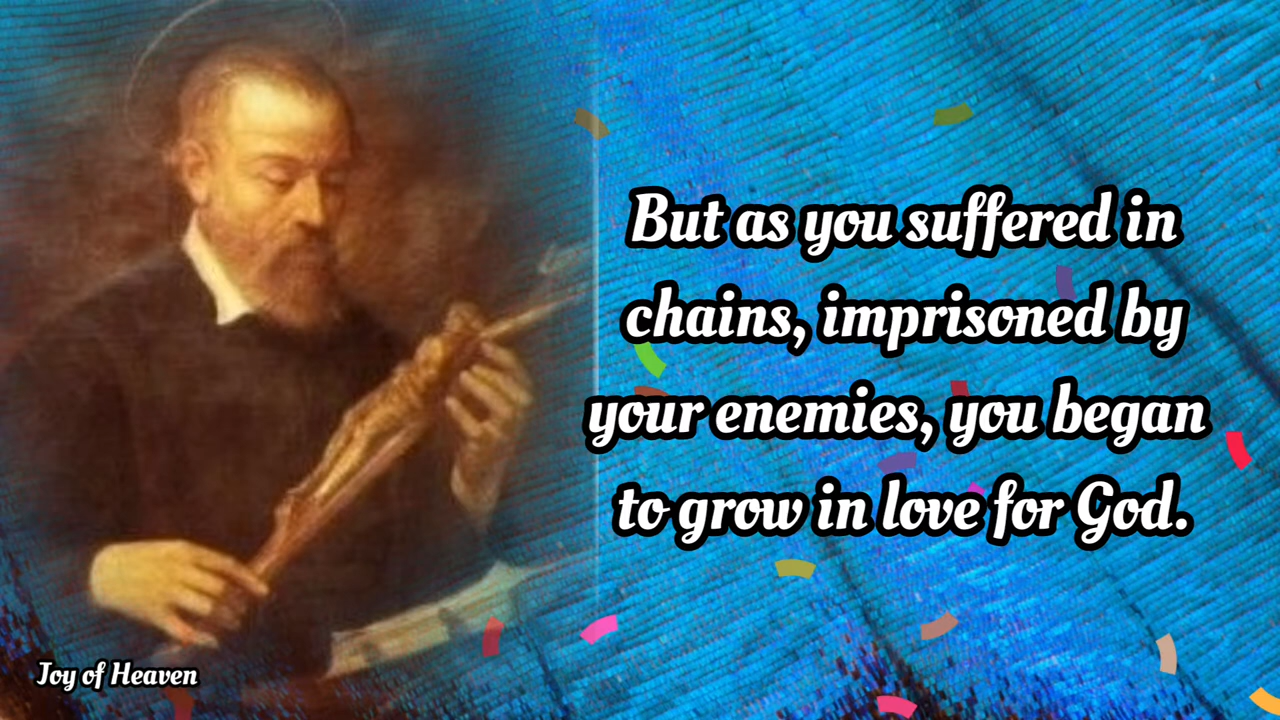 But as you suffered in
chains, imprisoned by
your enemies, you began
to grow in love for God.
Joy of Heaven